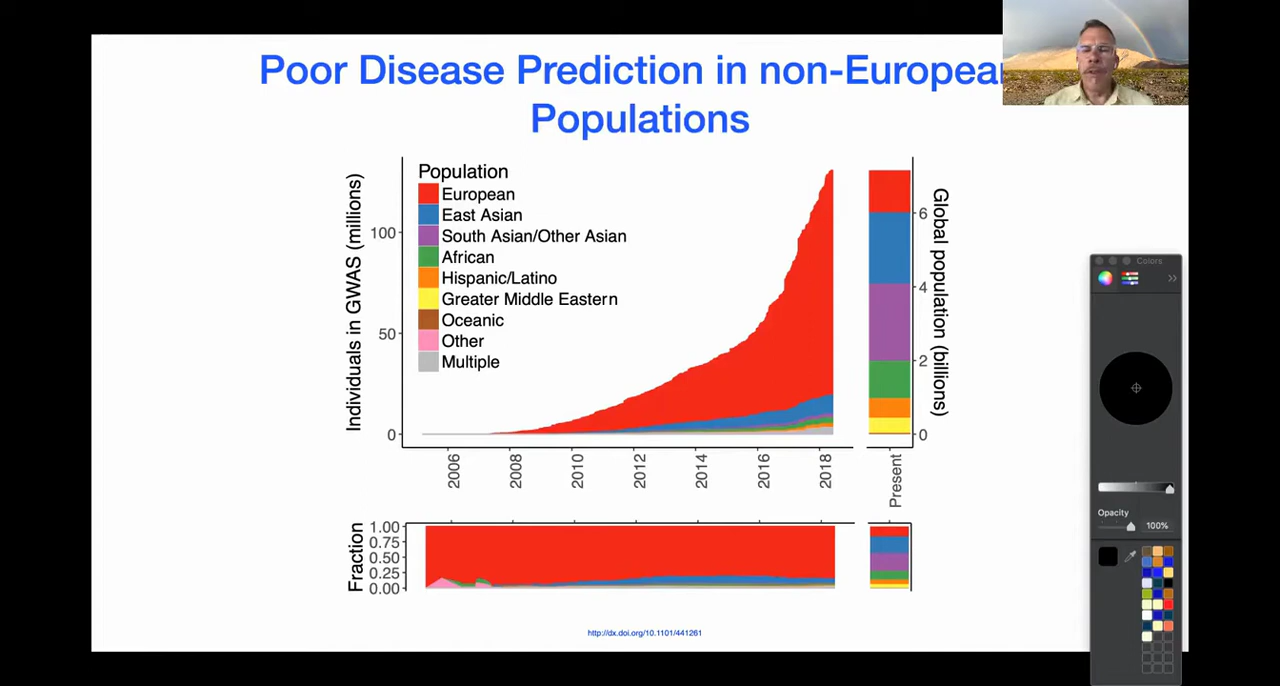 Poor Disease Prediction in non-Europea
Populations
Population
European
East Asian
South Asian/Other Asian
African
Hispanic/Latino
Greater Middle Eastern
Oceanic
Other
Multiple
Individuals in GWAS (millions)
100
50
0
2006
2008
2010
2012
2014
2016
2018
6
4
2
0
Global population (billions)
Present
Fraction
1.00
0.75
0.50
0.25
0.00
http://dx.doi.org/10.1101/441261
Colors
Opacity
100%